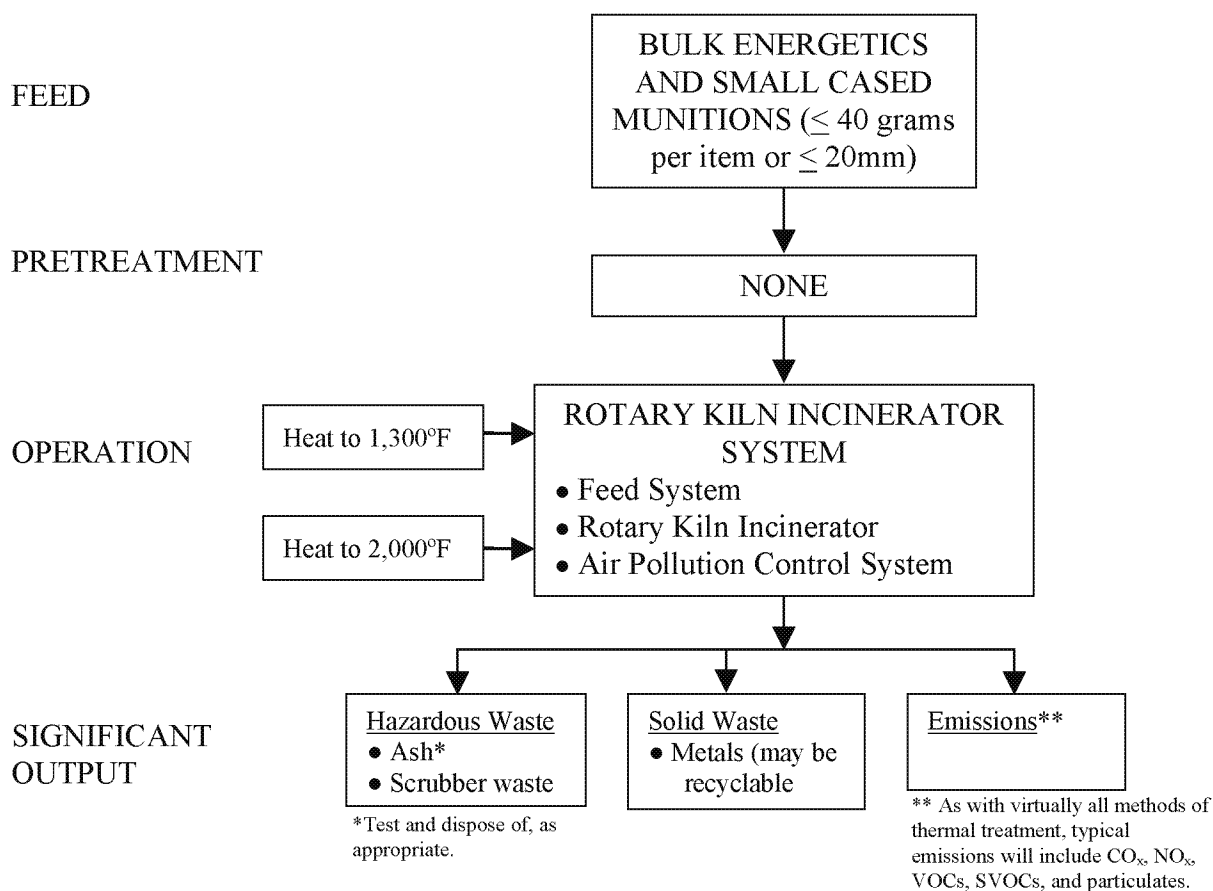 FEED
BULK ENERGETICS
AND SMALL CASED
MUNITIONS (≤ 40 grams
per item or ≤ 20mm)
PRETREATMENT
NONE
OPERATION
Heat to 1,300°F
Heat to 2,000°F
ROTARY KILN INCINERATOR
SYSTEM
● Feed System
● Rotary Kiln Incinerator
● Air Pollution Control System
SIGNIFICANT
OUTPUT
Hazardous Waste
● Ash*
● Scrubber waste
*Test and dispose of, as
appropriate.
Solid Waste
● Metals (may be
recyclable
Emissions**
** As with virtually all methods of
thermal treatment, typical
emissions will include COₓ, NOₓ,
VOCs, SVOCs, and particulates.